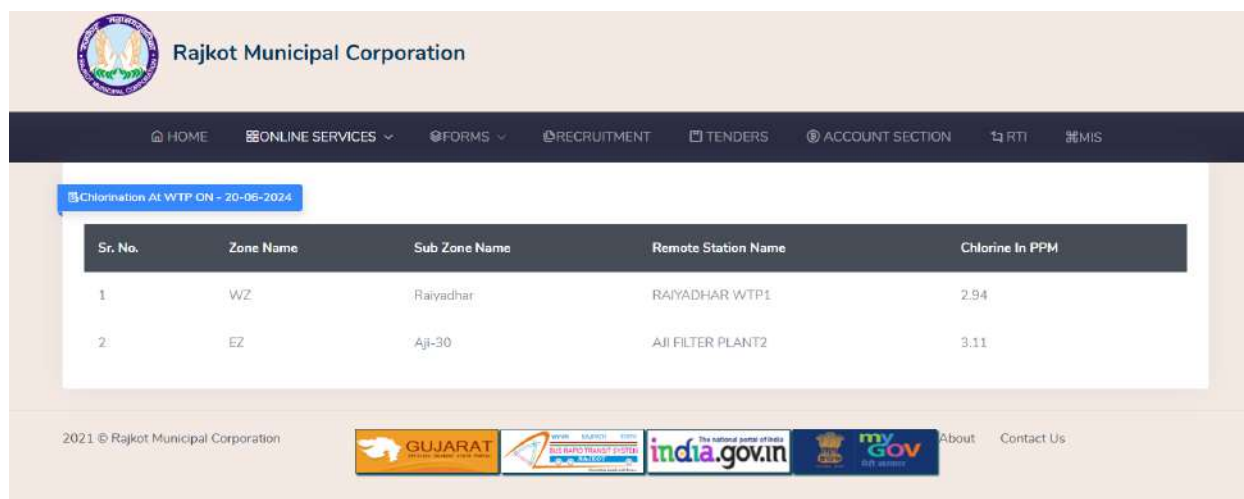 Rajkot Municipal Corporation
HOME ONLINE SERVICES FORMS RECRUITMENT TENDERS ACCOUNT SECTION RTI MIS
Chlorination At WTP ON - 20-06-2024
Sr. No. Zone Name Sub Zone Name Remote Station Name Chlorine In PPM
1 WZ Raiyadhar RAIYADHAR WTP1 2.94
2 EZ Aji-30 AJI FILTER PLANT2 3.11
2021 © Rajkot Municipal Corporation
GUJARAT
BUS RAPID TRANSIT SYSTEM
RAJKOT
The national portal of India
india.gov.in
my
GOV
मेरी सरकार
About Contact Us